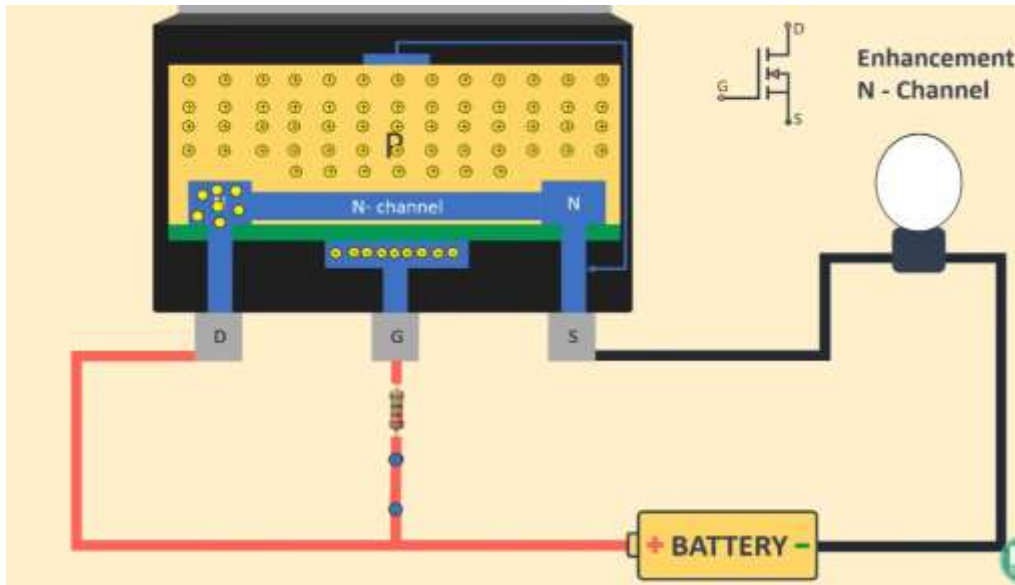 D
G
S
Enhancement
N - Channel
P
N- channel
N
D
G
S
+ BATTERY -